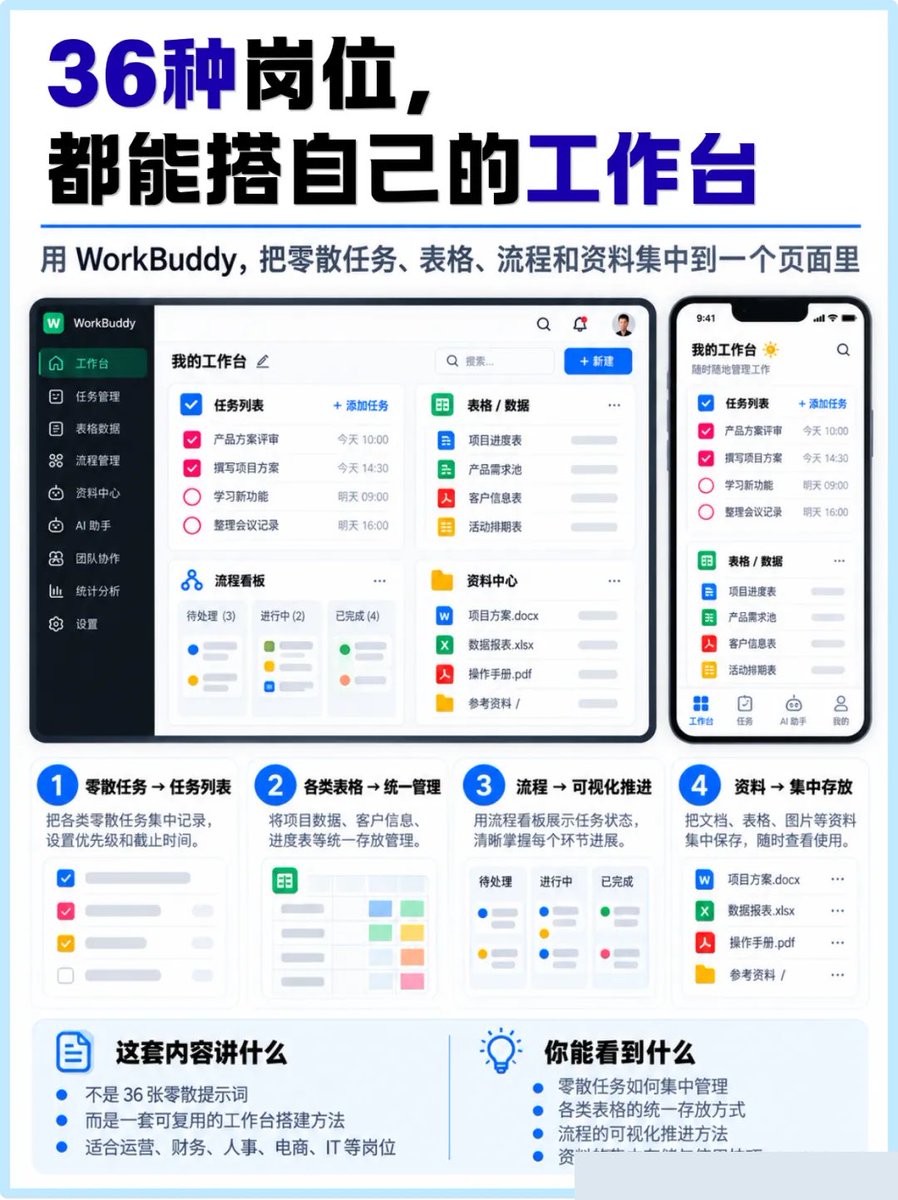 36种岗位，
都能搭自己的工作台
用 WorkBuddy，把零散任务、表格、流程和资料集中到一个页面里
W WorkBuddy
工作台
任务管理
表格数据
流程管理
资料中心
AI 助手
团队协作
统计分析
设置
我的工作台
搜索...
+ 新建
任务列表 + 添加任务
产品方案评审 今天 10:00
撰写项目方案 今天 14:30
学习新功能 明天 09:00
整理会议记录 明天 16:00
表格 / 数据 ...
项目进度表
产品需求池
客户信息表
活动排期表
流程看板 ...
待处理 (3) 进行中 (2) 已完成 (4)
资料中心 ...
W 项目方案.docx
X 数据报表.xlsx
操作手册.pdf
参考资料 /
9:41
我的工作台
随时随地管理工作
任务列表 + 添加任务
产品方案评审 今天 10:00
撰写项目方案 今天 14:30
学习新功能 明天 09:00
整理会议记录 明天 16:00
表格 / 数据 ...
项目进度表
产品需求池
客户信息表
活动排期表
工作台 任务 AI 助手 我的
1 零散任务 → 任务列表
把各类零散任务集中记录，
设置优先级和截止时间。
2 各类表格 → 统一管理
将项目数据、客户信息、
进度表等统一存放管理。
3 流程 → 可视化推进
用流程看板展示任务状态，
清晰掌握每个环节进展。
待处理 进行中 已完成
4 资料 → 集中存放
把文档、表格、图片等资料
集中保存，随时查看使用。
W 项目方案.docx ...
X 数据报表.xlsx ...
操作手册.pdf ...
参考资料 / ...
这套内容讲什么
不是 36 张零散提示词
而是一套可复用的工作台搭建方法
适合运营、财务、人事、电商、IT 等岗位
你能看到什么
零散任务如何集中管理
各类表格的统一存放方式
流程的可视化推进方法